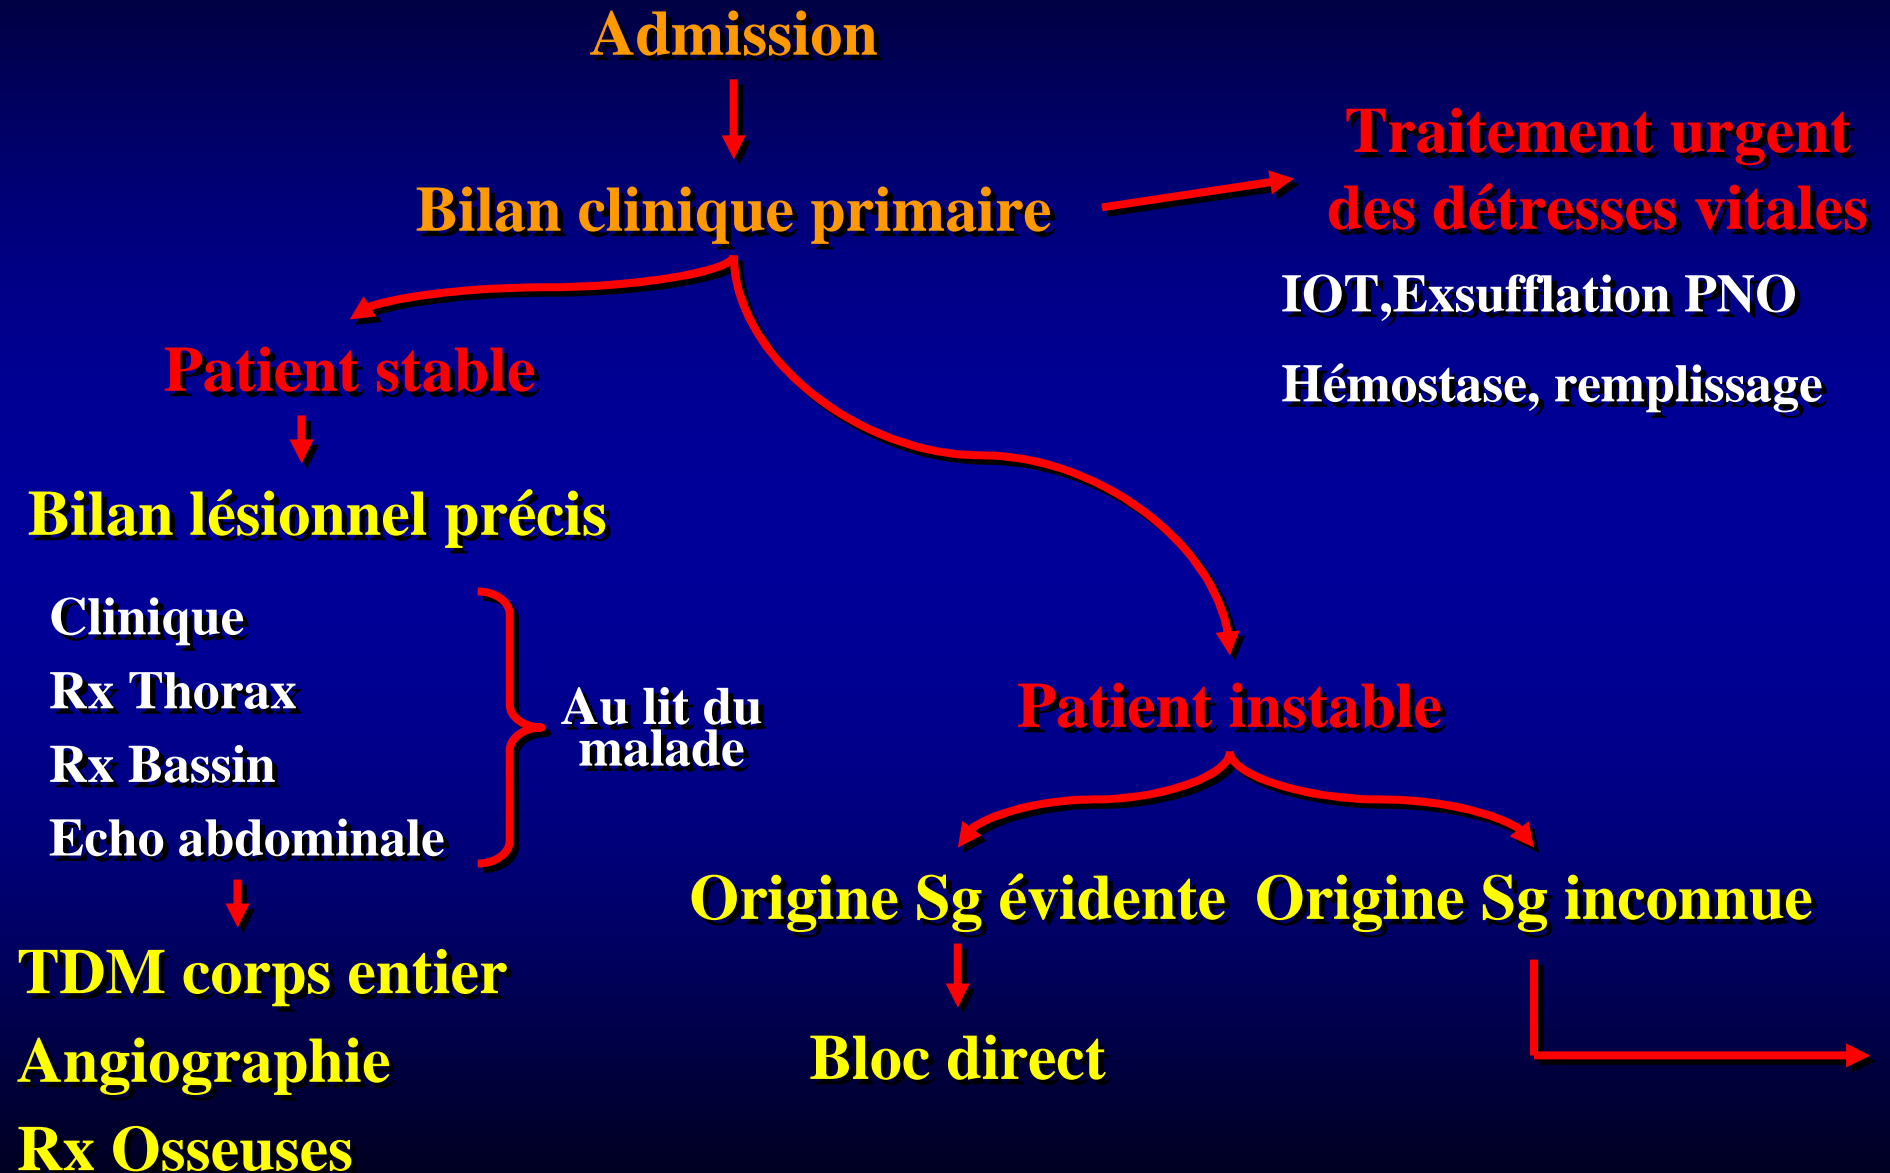 Admission
Bilan clinique primaire
Traitement urgent
des détresses vitales
IOT,Exsufflation PNO
Hémostase, remplissage
Patient stable
Bilan lésionnel précis
Clinique
Rx Thorax
Rx Bassin
Echo abdominale
Au lit du
malade
TDM corps entier
Angiographie
Rx Osseuses
Patient instable
Origine Sg évidente
Origine Sg inconnue
Bloc direct